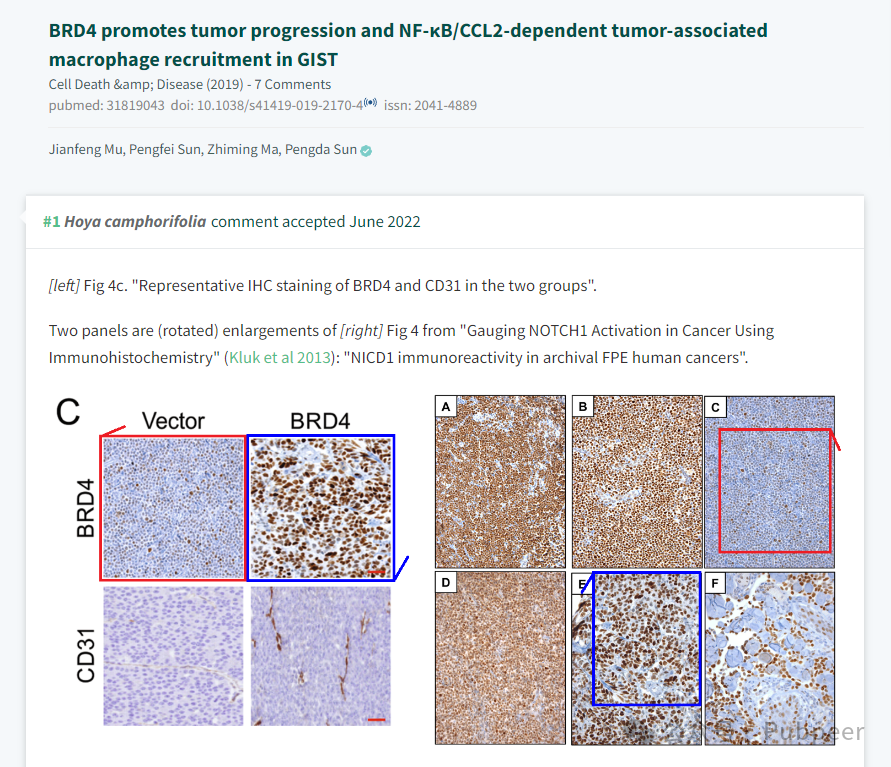 BRD4 promotes tumor progression and NF-κB/CCL2-dependent tumor-associated
macrophage recruitment in GIST
Cell Death &amp; Disease (2019) - 7 Comments
pubmed: 31819043 doi: 10.1038/s41419-019-2170-4 issn: 2041-4889
Jianfeng Mu, Pengfei Sun, Zhiming Ma, Pengda Sun
#1 Hoya camphorifolia comment accepted June 2022
[left] Fig 4c. "Representative IHC staining of BRD4 and CD31 in the two groups".
Two panels are (rotated) enlargements of [right] Fig 4 from "Gauging NOTCH1 Activation in Cancer Using
Immunohistochemistry" (Kluk et al 2013): "NICD1 immunoreactivity in archival FPE human cancers".
C
Vector BRD4
BRD4
CD31
A B C
D E F
PubPeer